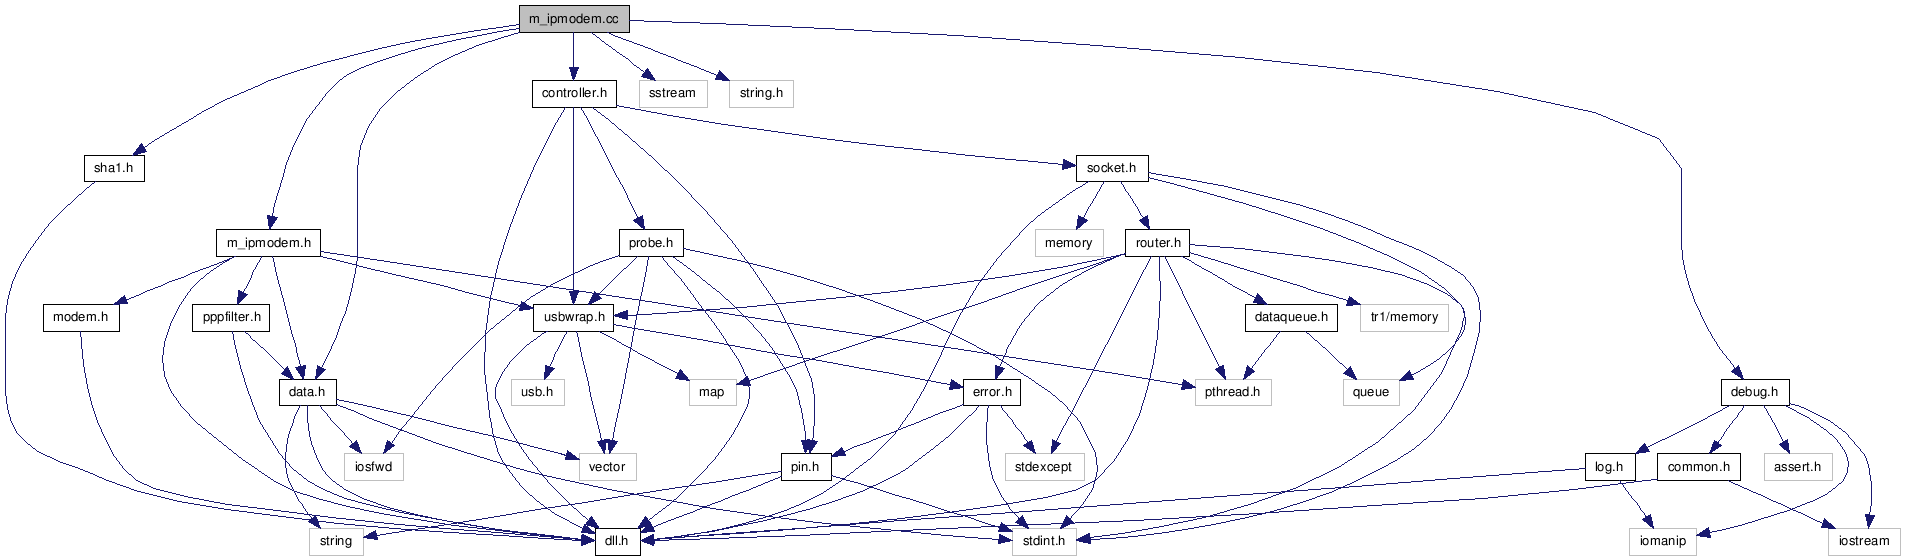 m_ipmodem.cc
controller.h
sstream
string.h
sha1.h
socket.h
m_ipmodem.h
probe.h
memory
router.h
modem.h
pppfilter.h
usbwrap.h
dataqueue.h
tr1/memory
data.h
usb.h
map
error.h
pthread.h
queue
debug.h
iosfwd
vector
pin.h
stdexcept
log.h
common.h
assert.h
string
dll.h
stdint.h
iomanip
iostream